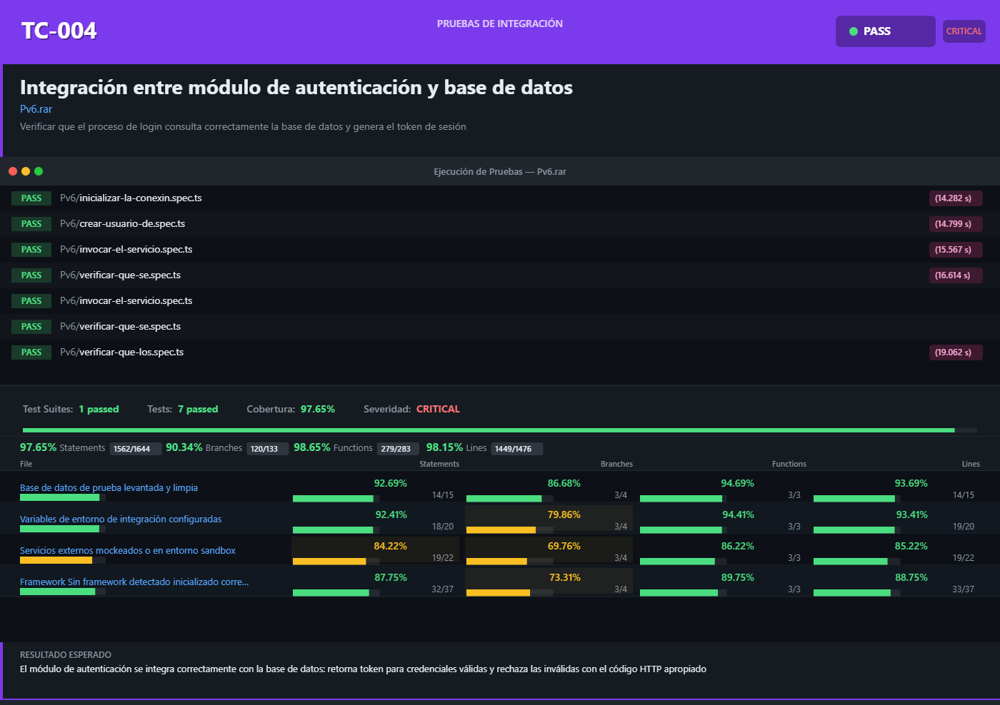 TC-004
PRUEBAS DE INTEGRACIÓN
PASS
CRITICAL
Integración entre módulo de autenticación y base de datos
Pv6.rar
Verificar que el proceso de login consulta correctamente la base de datos y genera el token de sesión
Ejecución de Pruebas — Pv6.rar
PASS Pv6/inicializar-la-conexin.spec.ts (14.282 s)
PASS Pv6/crear-usuario-de.spec.ts (14.799 s)
PASS Pv6/invocar-el-servicio.spec.ts (15.567 s)
PASS Pv6/verificar-que-se.spec.ts (16.614 s)
PASS Pv6/invocar-el-servicio.spec.ts
PASS Pv6/verificar-que-se.spec.ts
PASS Pv6/verificar-que-los.spec.ts (19.062 s)
Test Suites: 1 passed Tests: 7 passed Cobertura: 97.65% Severidad: CRITICAL
97.65% Statements 1562/1644 90.34% Branches 120/133 98.65% Functions 279/283 98.15% Lines 1449/1476
File Statements Branches Functions Lines
Base de datos de prueba levantada y limpia 92.69% 14/15 86.68% 3/4 94.69% 3/3 93.69% 14/15
Variables de entorno de integración configuradas 92.41% 18/20 79.86% 3/4 94.41% 3/3 93.41% 19/20
Servicios externos mockeados o en entorno sandbox 84.22% 19/22 69.76% 3/4 86.22% 3/3 85.22% 19/22
Framework Sin framework detectado inicializado corre... 87.75% 32/37 73.31% 3/4 89.75% 3/3 88.75% 33/37
RESULTADO ESPERADO
El módulo de autenticación se integra correctamente con la base de datos: retorna token para credenciales válidas y rechaza las inválidas con el código HTTP apropiado